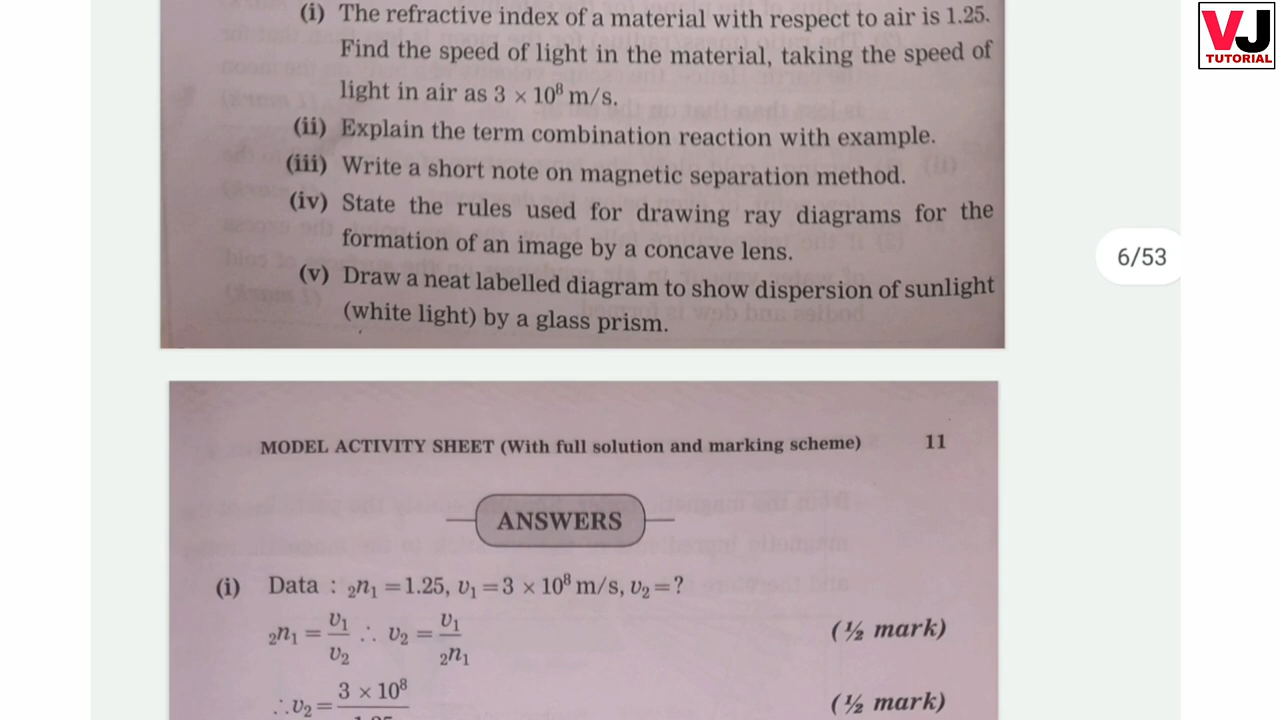 (i) The refractive index of a material with respect to air is 1.25.
Find the speed of light in the material, taking the speed of
light in air as 3 × 10⁸ m/s.
(ii) Explain the term combination reaction with example.
(iii) Write a short note on magnetic separation method.
(iv) State the rules used for drawing ray diagrams for the
formation of an image by a concave lens.
(v) Draw a neat labelled diagram to show dispersion of sunlight
(white light) by a glass prism.
VJ
TUTORIAL
6/53
MODEL ACTIVITY SHEET (With full solution and marking scheme) 11
ANSWERS
(i) Data : ₂n₁ = 1.25, v₁ = 3 × 10⁸ m/s, v₂ = ?
₂n₁ = v₁/v₂ ∴ v₂ = v₁/₂n₁ (½ mark)
∴ v₂ = 3 × 10⁸ (½ mark)